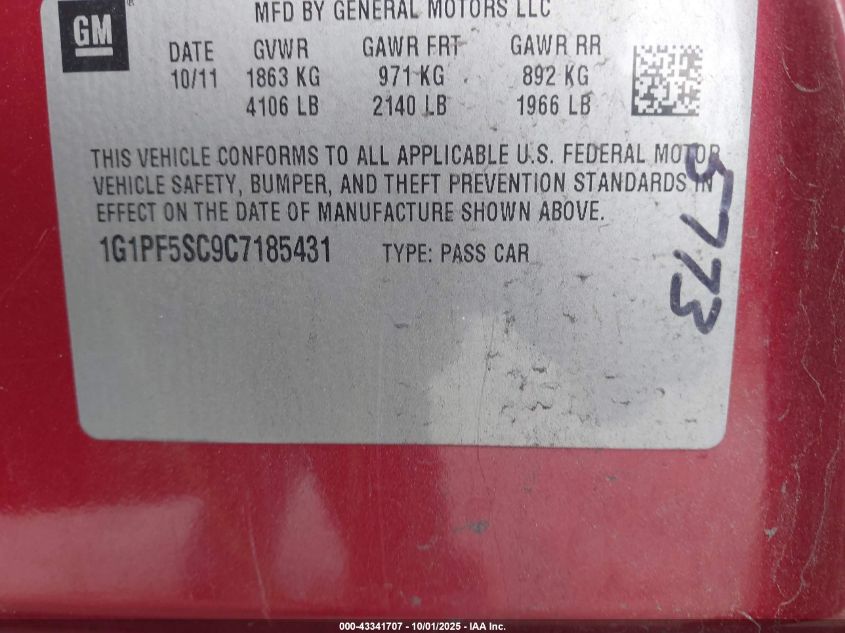 MFD BY GENERAL MOTORS LLC
GM ®
DATE GVWR GAWR FRT GAWR RR
10/11 1863 KG 971 KG 892 KG
4106 LB 2140 LB 1966 LB
THIS VEHICLE CONFORMS TO ALL APPLICABLE U.S. FEDERAL MOTOR
VEHICLE SAFETY, BUMPER, AND THEFT PREVENTION STANDARDS IN
EFFECT ON THE DATE OF MANUFACTURE SHOWN ABOVE.
1G1PF5SC9C7185431 TYPE: PASS CAR
5773
000-43341707 - 10/01/2025 - IAA Inc.